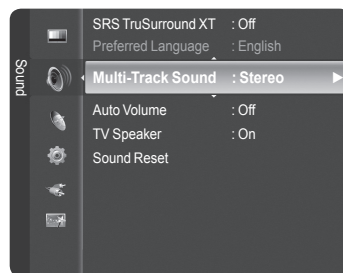 Sound
SRS TruSurround XT : Off
Preferred Language : English
Multi-Track Sound : Stereo
Auto Volume : Off
TV Speaker : On
Sound Reset